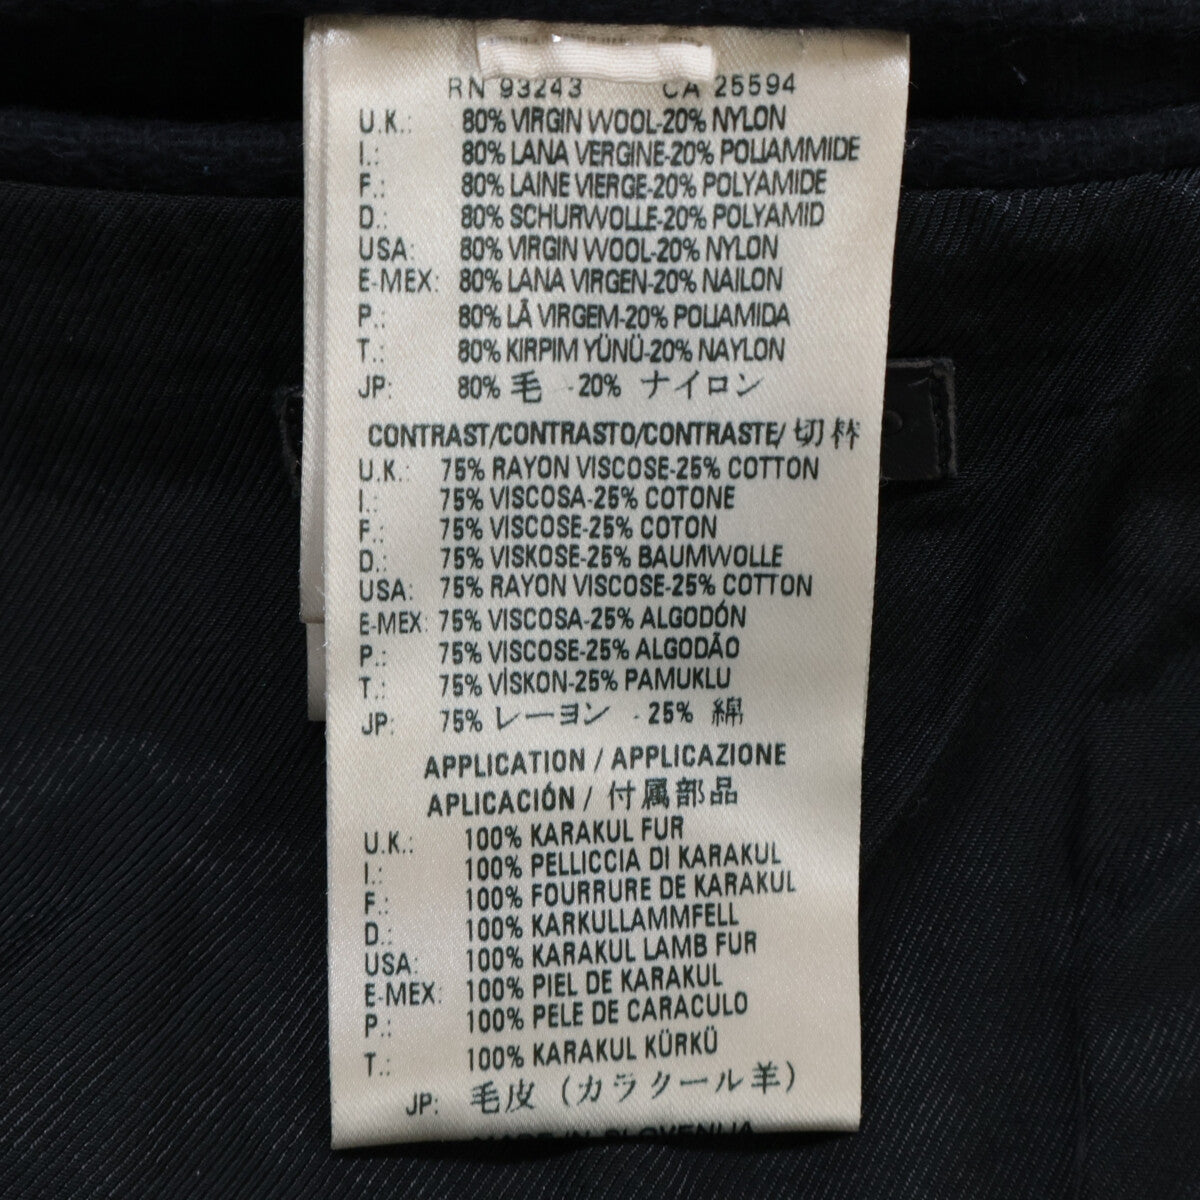 RN 93243 CA 25594
U.K.: 80% VIRGIN WOOL-20% NYLON
I.: 80% LANA VERGINE-20% POLIAMMIDE
F.: 80% LAINE VIERGE-20% POLYAMIDE
D.: 80% SCHURWOLLE-20% POLYAMID
USA: 80% VIRGIN WOOL-20% NYLON
E-MEX: 80% LANA VIRGEN-20% NAILON
P.: 80% LÃ VIRGEM-20% POLIAMIDA
T.: 80% KIRPIM YÜNÜ-20% NAYLON
JP: 80% 毛 -20% ナイロン
CONTRAST/CONTRASTO/CONTRASTE/ 切替
U.K.: 75% RAYON VISCOSE-25% COTTON
I.: 75% VISCOSA-25% COTONE
F.: 75% VISCOSE-25% COTON
D.: 75% VISKOSE-25% BAUMWOLLE
USA: 75% RAYON VISCOSE-25% COTTON
E-MEX: 75% VISCOSA-25% ALGODÓN
P.: 75% VISCOSE-25% ALGODÃO
T.: 75% VİSKON-25% PAMUKLU
JP: 75% レーヨン - 25% 綿
APPLICATION / APPLICAZIONE
APLICACIÓN / 付属部品
U.K.: 100% KARAKUL FUR
I.: 100% PELLICCIA DI KARAKUL
F.: 100% FOURRURE DE KARAKUL
D.: 100% KARKULLAMMFELL
USA: 100% KARAKUL LAMB FUR
E-MEX: 100% PIEL DE KARAKUL
P.: 100% PELE DE CARACULO
T.: 100% KARAKUL KÜRKÜ
JP: 毛皮 (カラクール羊)
MADE IN SLOVENIJA